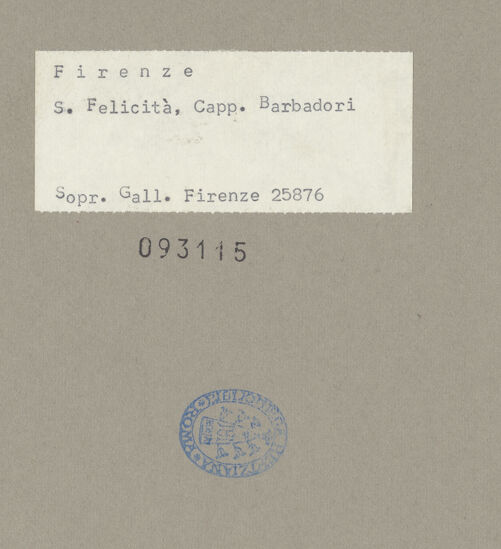 Firenze
S. Felicità, Capp. Barbadori
Sopr. Gall. Firenze 25876
093115